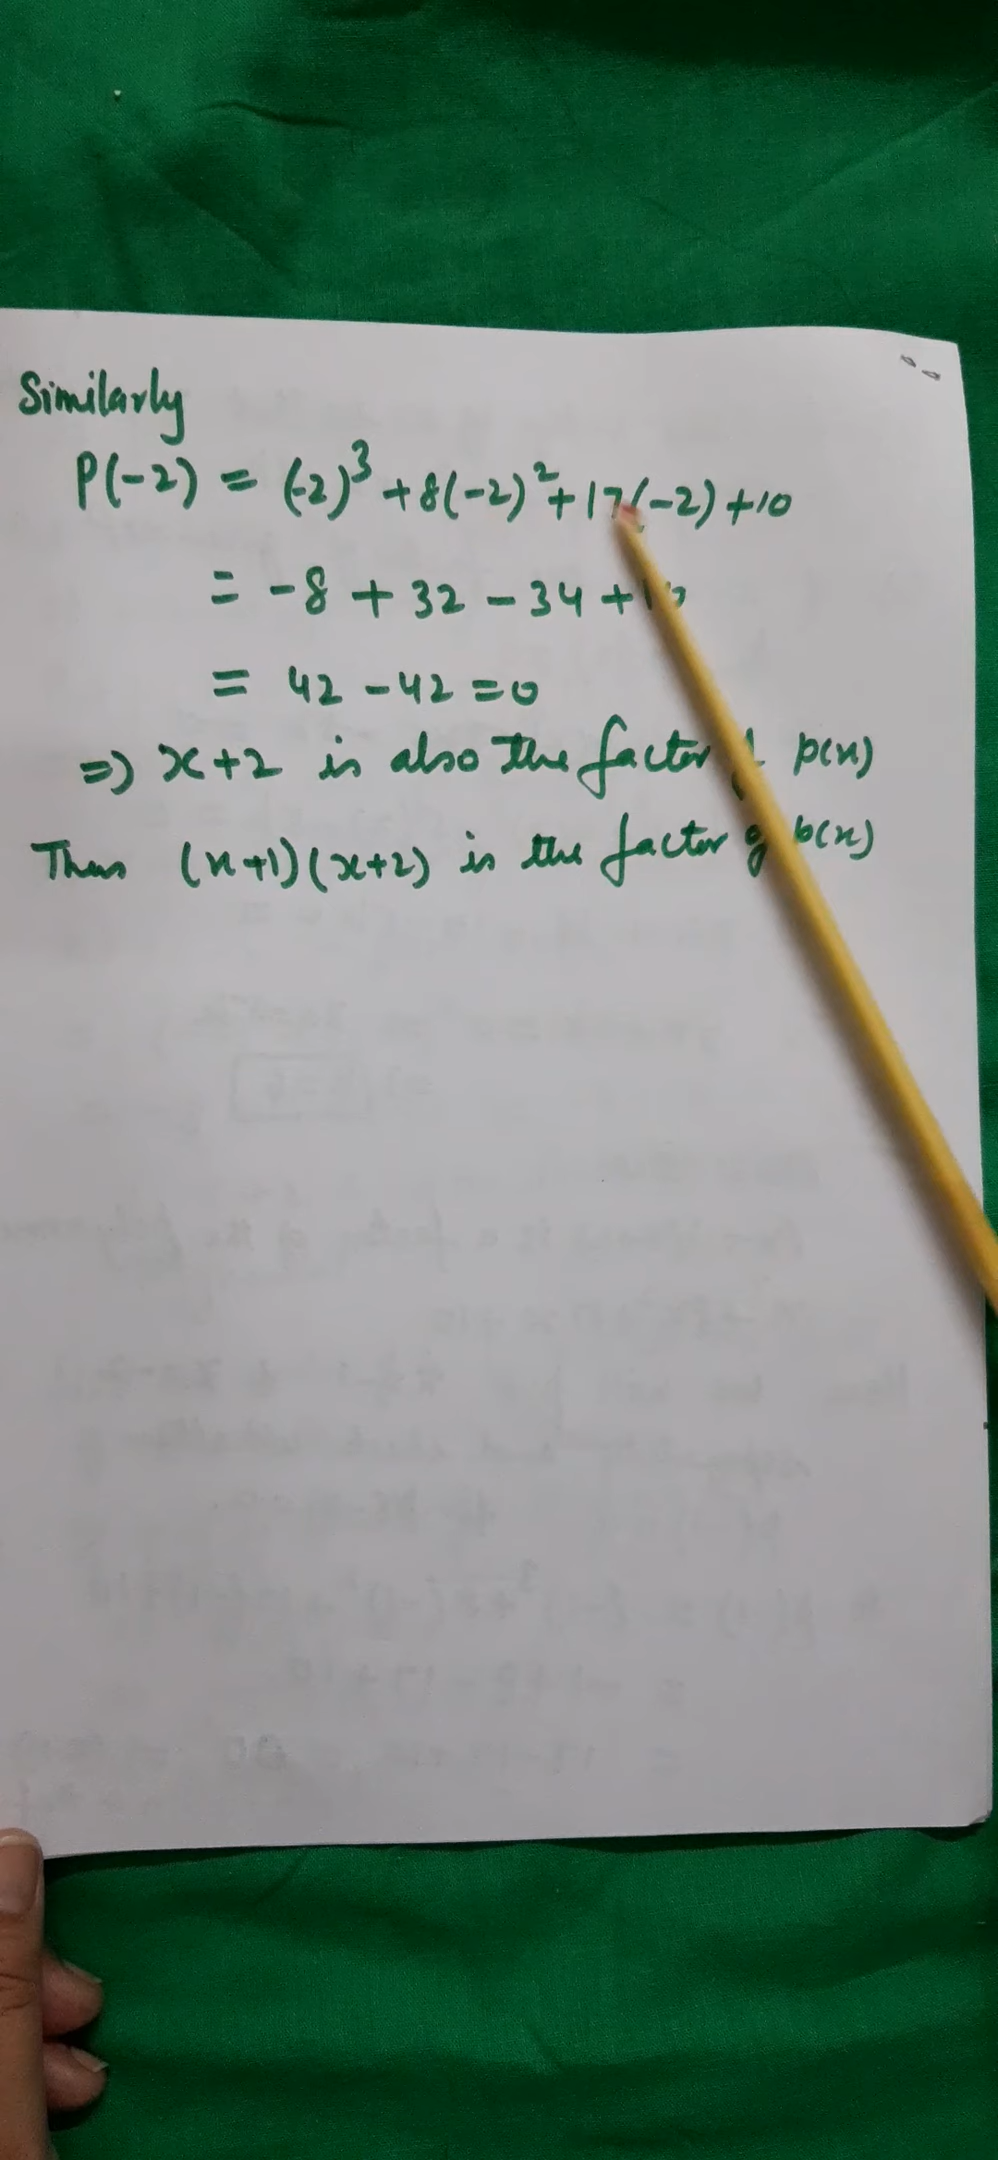 Similarly
P(-2) = (-2)³ +8(-2)²+17(-2) +10
= -8 + 32 - 34 +
= 42 - 42 = 0
⇒ x+2 is also the factor p(x)
Thus (x+1)(x+2) is the factor of p(x)